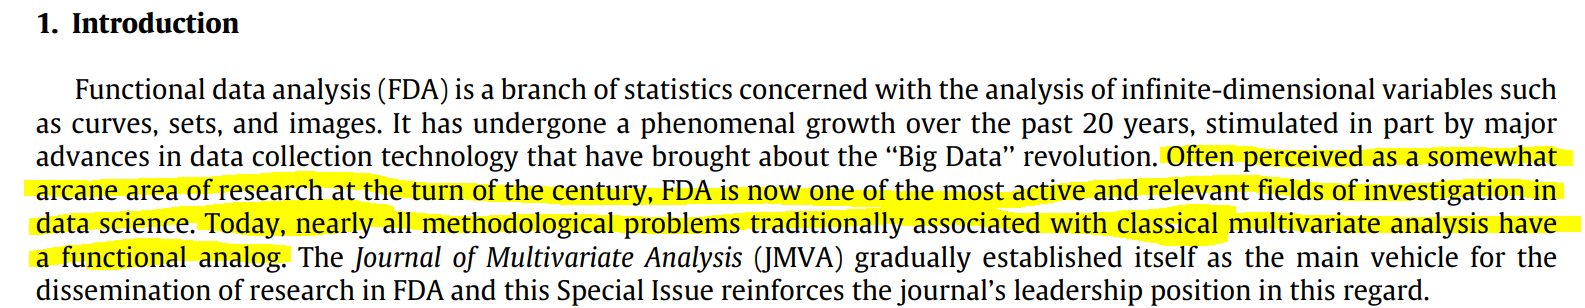 1. Introduction
Functional data analysis (FDA) is a branch of statistics concerned with the analysis of infinite-dimensional variables such
as curves, sets, and images. It has undergone a phenomenal growth over the past 20 years, stimulated in part by major
advances in data collection technology that have brought about the “Big Data” revolution. Often perceived as a somewhat
arcane area of research at the turn of the century, FDA is now one of the most active and relevant fields of investigation in
data science. Today, nearly all methodological problems traditionally associated with classical multivariate analysis have
a functional analog. The Journal of Multivariate Analysis (JMVA) gradually established itself as the main vehicle for the
dissemination of research in FDA and this Special Issue reinforces the journal’s leadership position in this regard.